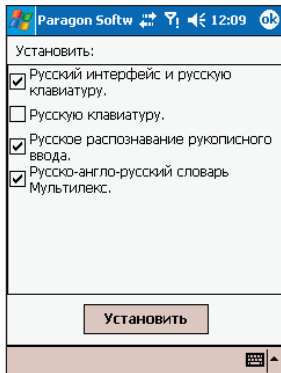 Paragon Softw 12:09 ok
Установить:
Русский интерфейс и русскую
клавиатуру.
Русскую клавиатуру.
Русское распознавание рукописного
ввода.
Русско-англо-русский словарь
Мультилекс.
Установить